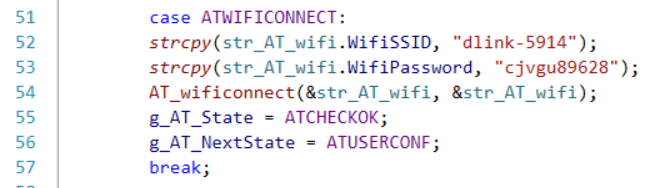 51 case ATWIFICONNECT:
52 strcpy(str_AT_wifi.WifiSSID, "dlink-5914");
53 strcpy(str_AT_wifi.WifiPassword, "cjvgu89628");
54 AT_wificonnect(&str_AT_wifi, &str_AT_wifi);
55 g_AT_State = ATCHECKOK;
56 g_AT_NextState = ATUSERCONF;
57 break;